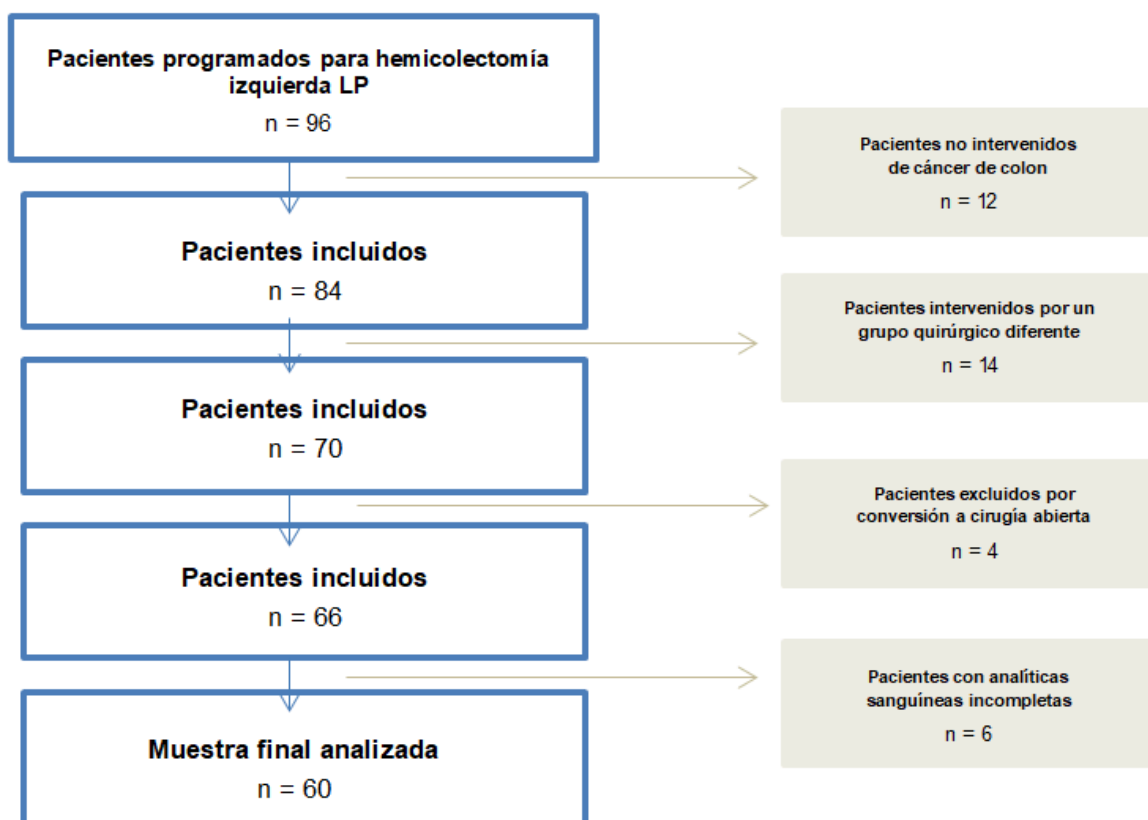 Pacientes programados para hemicolectomía
izquierda LP
n = 96
Pacientes no intervenidos
de cáncer de colon
n = 12
Pacientes incluidos
n = 84
Pacientes intervenidos por un
grupo quirúrgico diferente
n = 14
Pacientes incluidos
n = 70
Pacientes excluidos por
conversión a cirugía abierta
n = 4
Pacientes incluidos
n = 66
Pacientes con analíticas
sanguíneas incompletas
n = 6
Muestra final analizada
n = 60